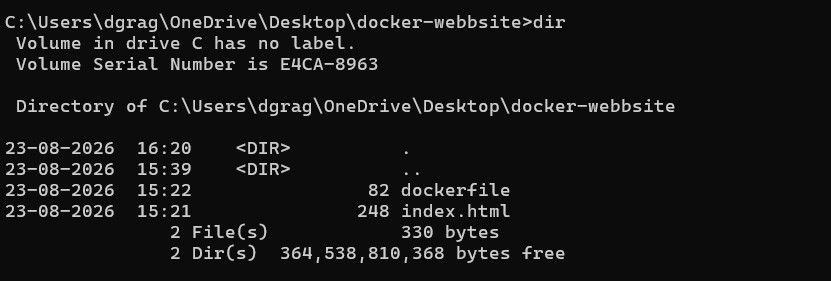 C:\Users\dgrag\OneDrive\Desktop\docker-webbsite>dir
Volume in drive C has no label.
Volume Serial Number is E4CA-8963
Directory of C:\Users\dgrag\OneDrive\Desktop\docker-webbsite
23-08-2026  16:20    <DIR>          .
23-08-2026  15:39    <DIR>          ..
23-08-2026  15:22                82 dockerfile
23-08-2026  15:21               248 index.html
2 File(s)            330 bytes
2 Dir(s)  364,538,810,368 bytes free